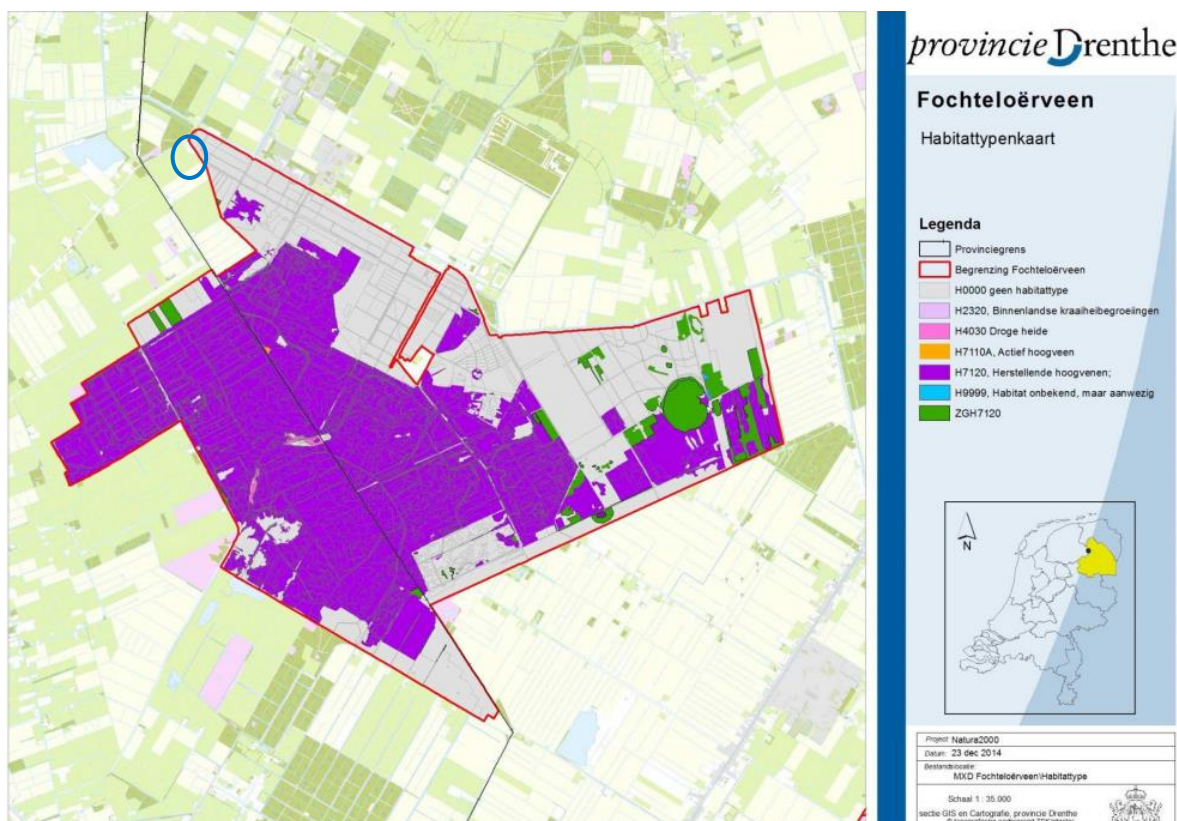 provincie Drenthe
Fochteloërveen
Habitattypenkaart
Legenda
Provinciegrens
Begrenzing Fochteloërveen
H0000 geen habitattype
H2320, Binnenlandse kraaiheibegroeilingen
H4030 Droge heide
H7110A, Actief hoogveen
H7120, Herstellende hoogvenen;
H9999, Habitat onbekend, maar aanwezig
ZGH7120
N
Project: Natura2000
Datum: 23 dec 2014
Bestandslocatie:
MXD Fochteloërveen\Habitattype
Schaal 1 : 35.000
sectie GIS en Cartografie, provincie Drenthe